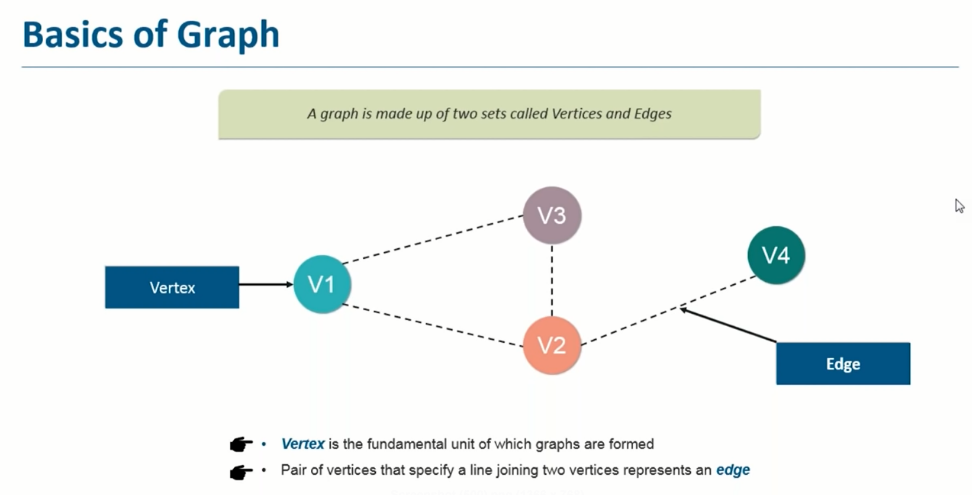 Basics of Graph
A graph is made up of two sets called Vertices and Edges
V3
V4
Vertex
V1
V2
Edge
• Vertex is the fundamental unit of which graphs are formed
• Pair of vertices that specify a line joining two vertices represents an edge